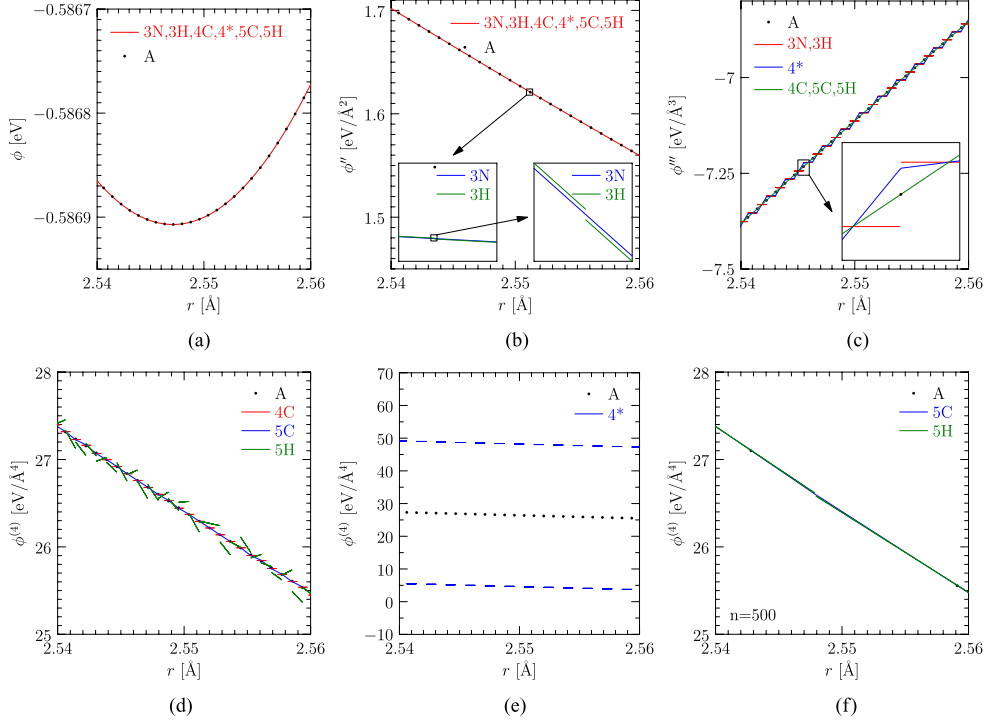 −0.5867
−0.5868
−0.5869
ϕ [eV]
3N,3H,4C,4*,5C,5H
A
2.54
2.55
2.56
r [Å]
(a)
1.7
1.6
1.5
ϕ″ [eV/Å²]
3N,3H,4C,4*,5C,5H
A
3N
3H
3N
3H
2.54
2.55
2.56
r [Å]
(b)
−7
−7.25
−7.5
ϕ‴ [eV/Å³]
A
3N,3H
4*
4C,5C,5H
2.54
2.55
2.56
r [Å]
(c)
28
27
26
25
ϕ⁽⁴⁾ [eV/Å⁴]
A
4C
5C
5H
2.54
2.55
2.56
r [Å]
(d)
70
60
50
40
30
20
10
0
−10
ϕ⁽⁴⁾ [eV/Å⁴]
A
4*
2.54
2.55
2.56
r [Å]
(e)
28
27
26
25
ϕ⁽⁴⁾ [eV/Å⁴]
A
5C
5H
n=500
2.54
2.55
2.56
r [Å]
(f)